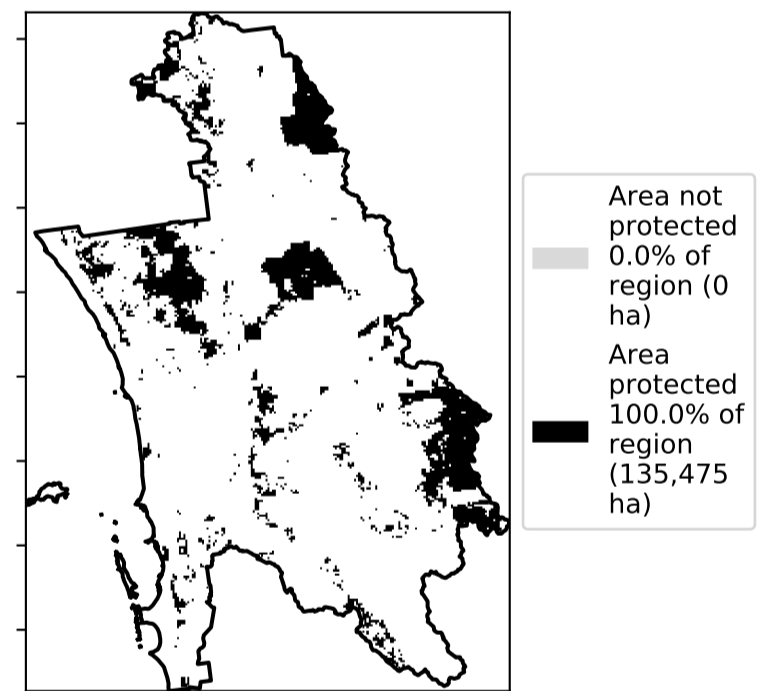 Area not
protected
0.0% of
region (0
ha)
Area
protected
100.0% of
region
(135,475
ha)